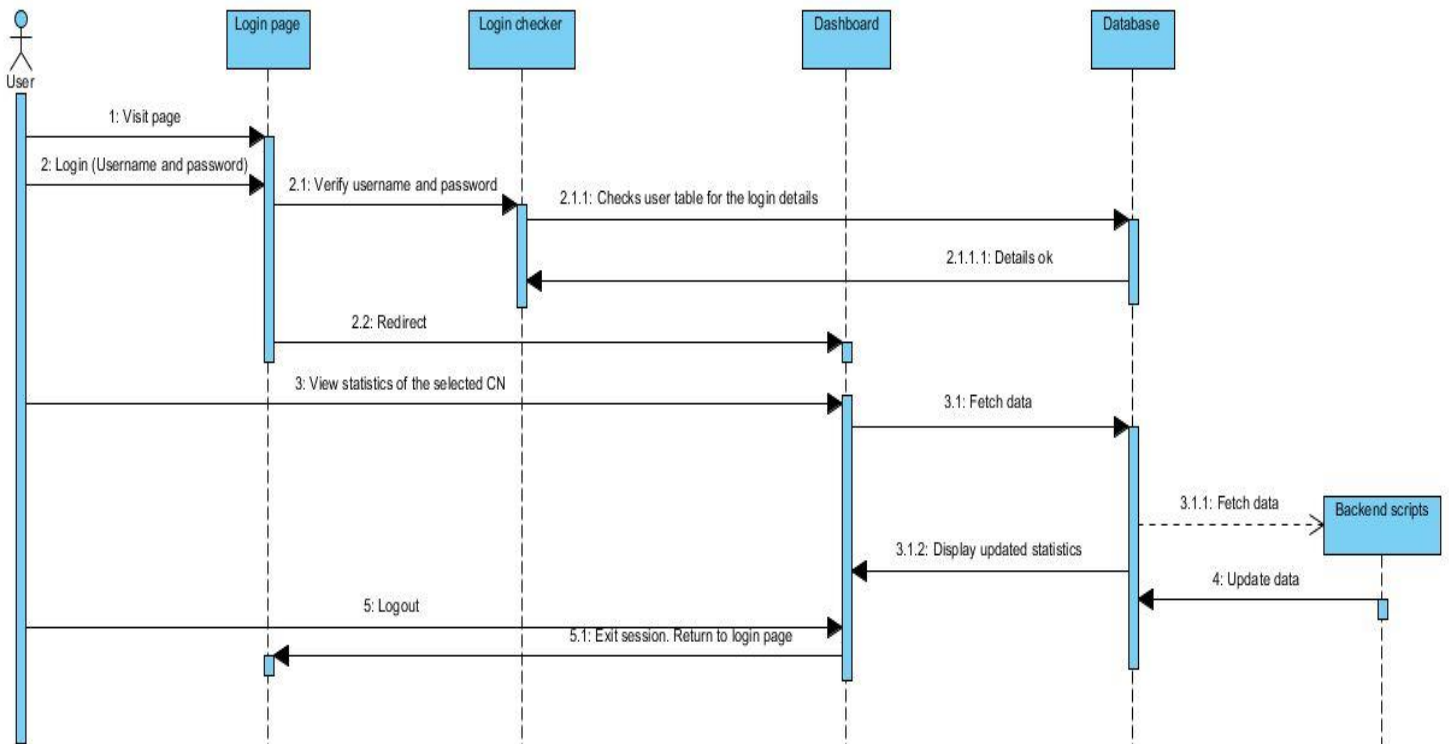 Login page
Login checker
Dashboard
Database
User
1: Visit page
2: Login (Username and password)
2.1: Verify username and password
2.1.1: Checks user table for the login details
2.1.1.1: Details ok
2.2: Redirect
3: View statistics of the selected CN
3.1: Fetch data
3.1.1: Fetch data
Backend scripts
3.1.2: Display updated statistics
4: Update data
5: Logout
5.1: Exit session. Return to login page